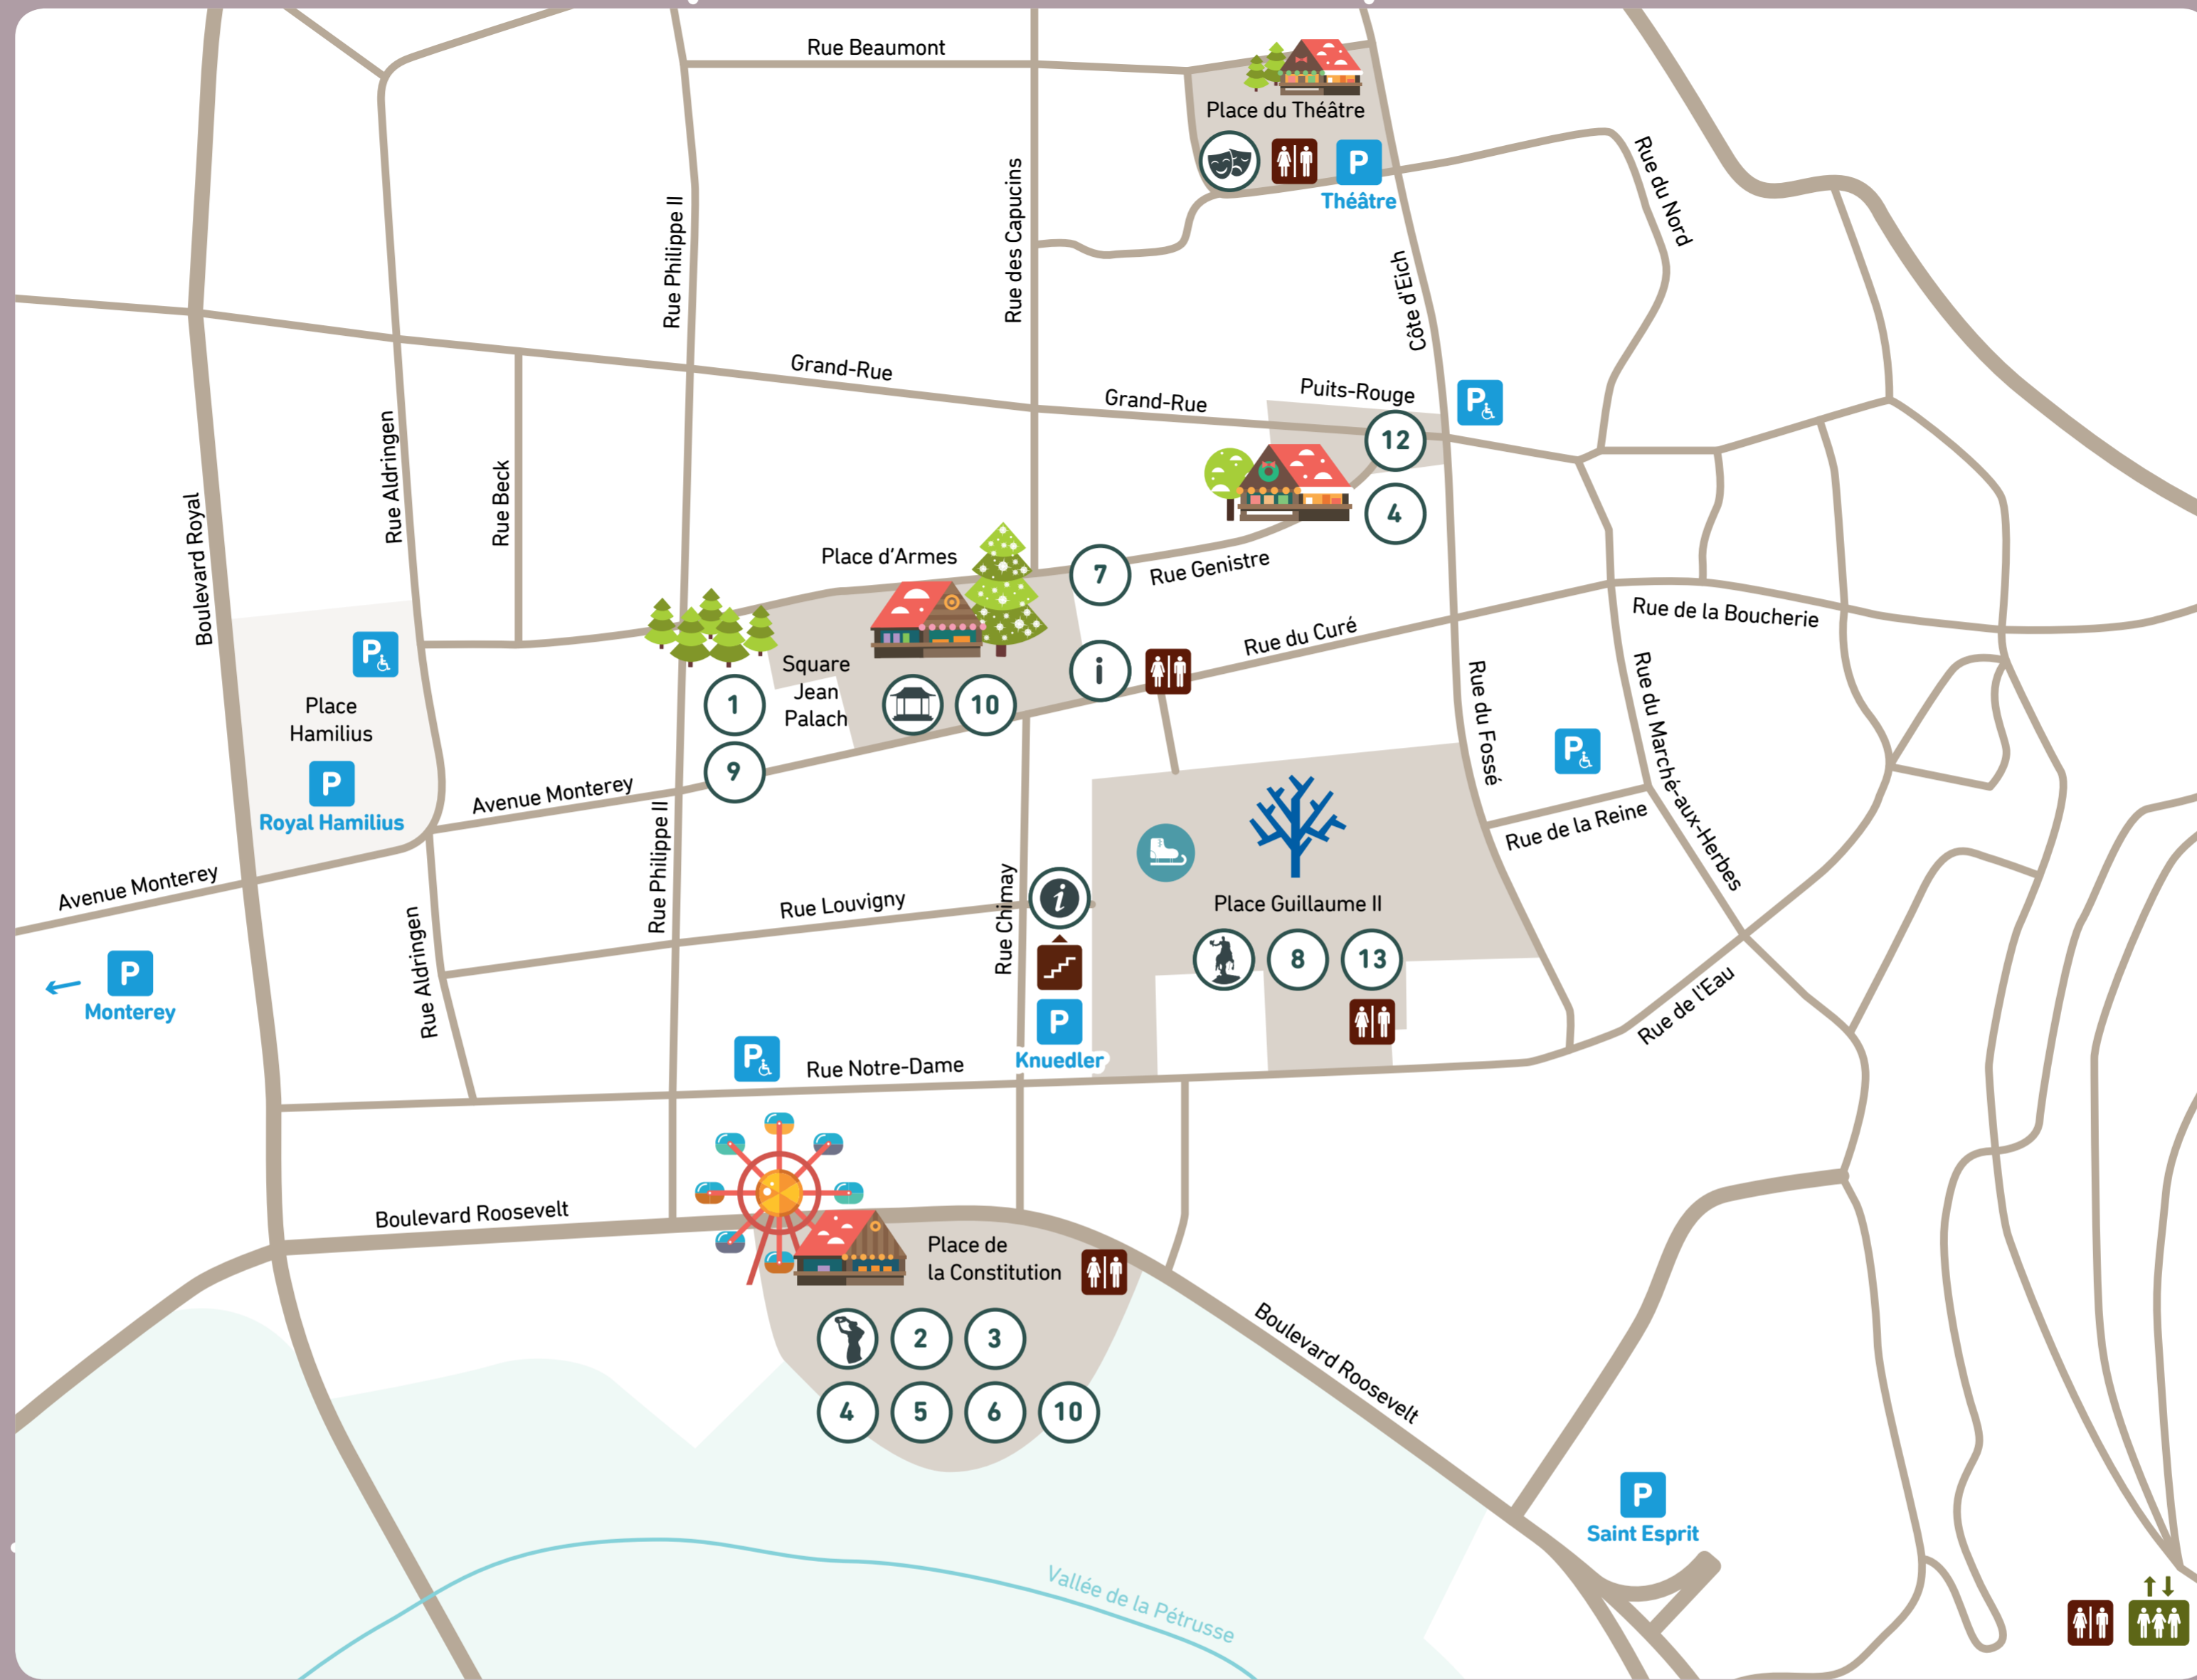 Rue Beaumont
Place du Théâtre
P
Théâtre
Rue du Nord
Rue Philippe II
Rue des Capucins
Côte d'Eich
Grand-Rue
Grand-Rue
Puits-Rouge
P
12
4
Rue Aldringen
Rue Beck
Boulevard Royal
Place d'Armes
7
Rue Genistre
Rue du Curé
Rue de la Boucherie
P
Place
Hamilius
P
Royal Hamilius
Square
Jean
Palach
1
9
10
i
Rue du Fossé
P
Rue du Marché-aux-Herbes
Rue de la Reine
Avenue Monterey
Avenue Monterey
Rue Philippe II
Rue Louvigny
Rue Chimay
i
Place Guillaume II
8
13
Rue Aldringen
P
Monterey
P
Knuedler
Rue de l'Eau
P
Rue Notre-Dame
Boulevard Roosevelt
Place de
la Constitution
2
3
4
5
6
10
Boulevard Roosevelt
P
Saint Esprit
Vallée de la Pétrusse